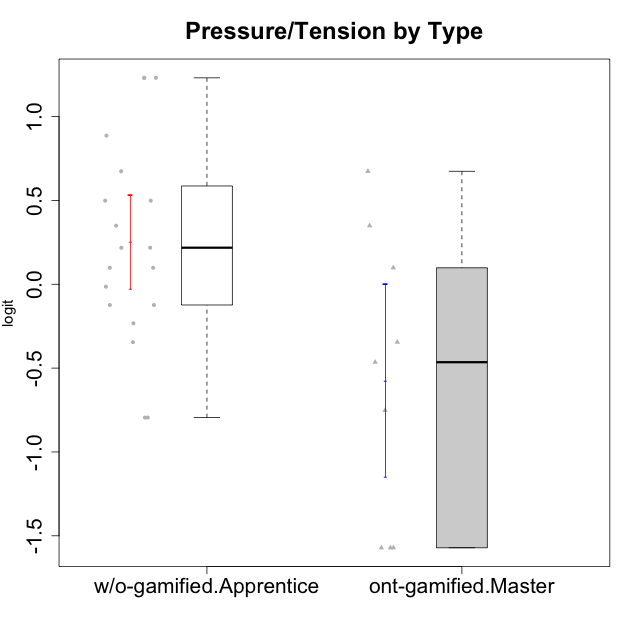 Pressure/Tension by Type
logit
1.0
0.5
0.0
-0.5
-1.0
-1.5
w/o-gamified.Apprentice
ont-gamified.Master